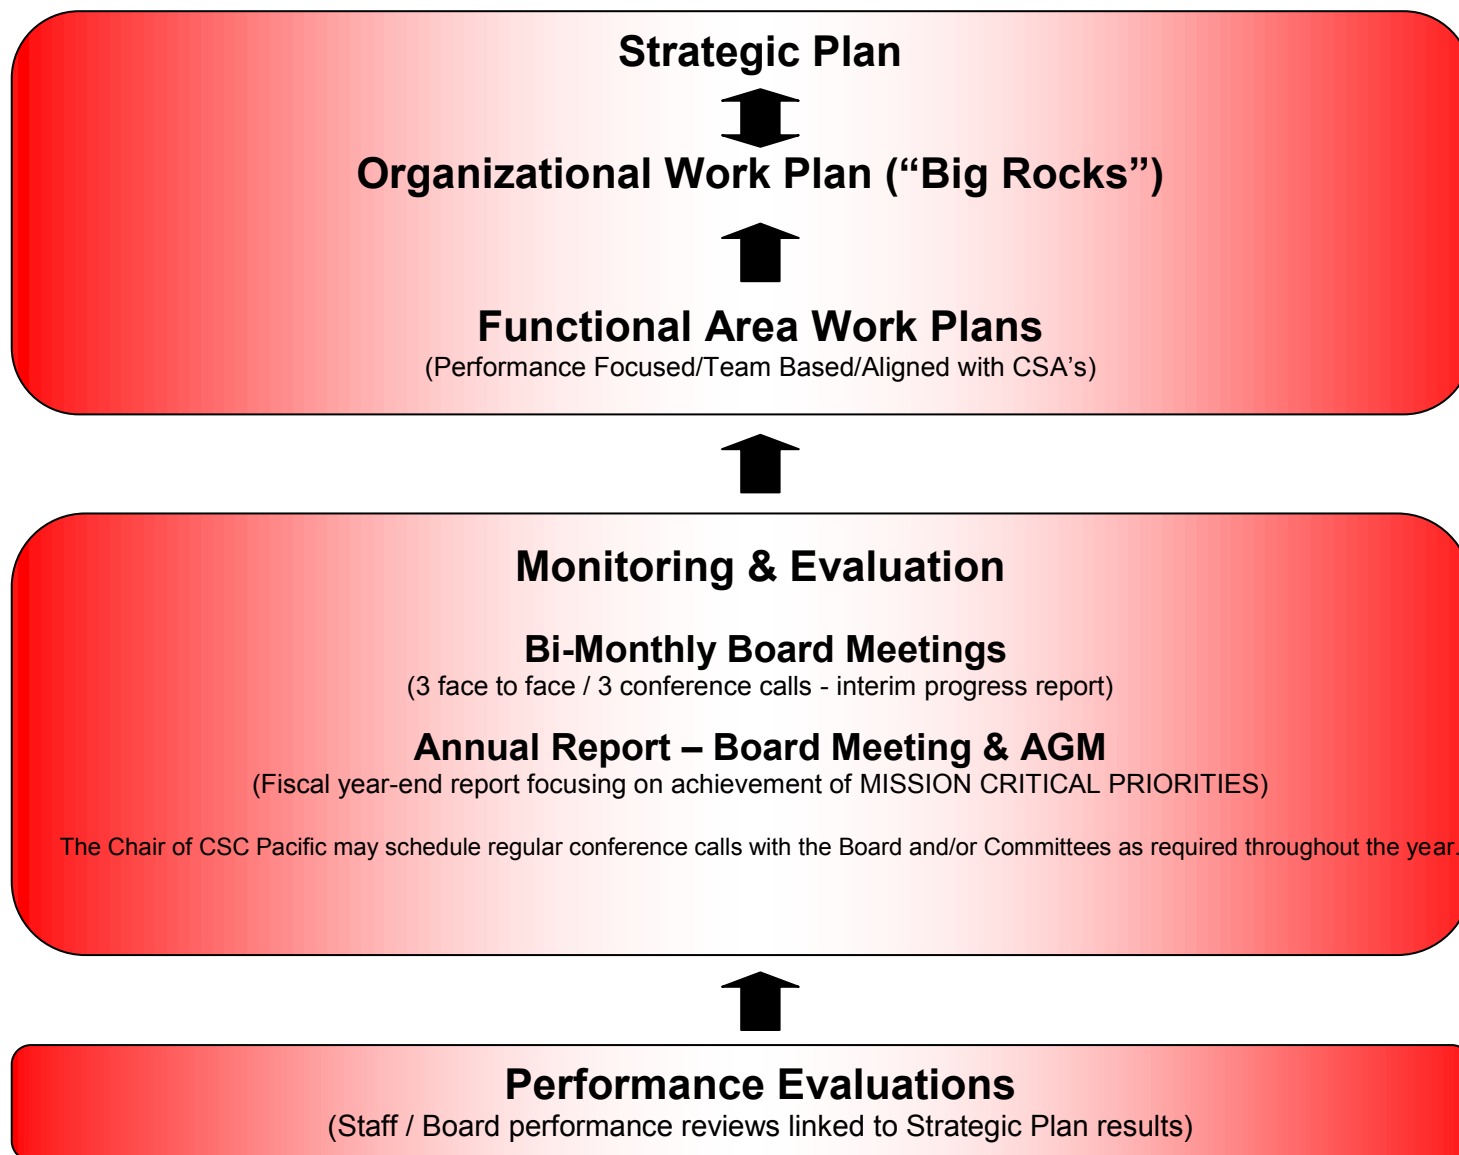 Strategic Plan
Organizational Work Plan (“Big Rocks”)
Functional Area Work Plans
(Performance Focused/Team Based/Aligned with CSA’s)
Monitoring & Evaluation
Bi-Monthly Board Meetings
(3 face to face / 3 conference calls - interim progress report)
Annual Report – Board Meeting & AGM
(Fiscal year-end report focusing on achievement of MISSION CRITICAL PRIORITIES)
The Chair of CSC Pacific may schedule regular conference calls with the Board and/or Committees as required throughout the year.
Performance Evaluations
(Staff / Board performance reviews linked to Strategic Plan results)